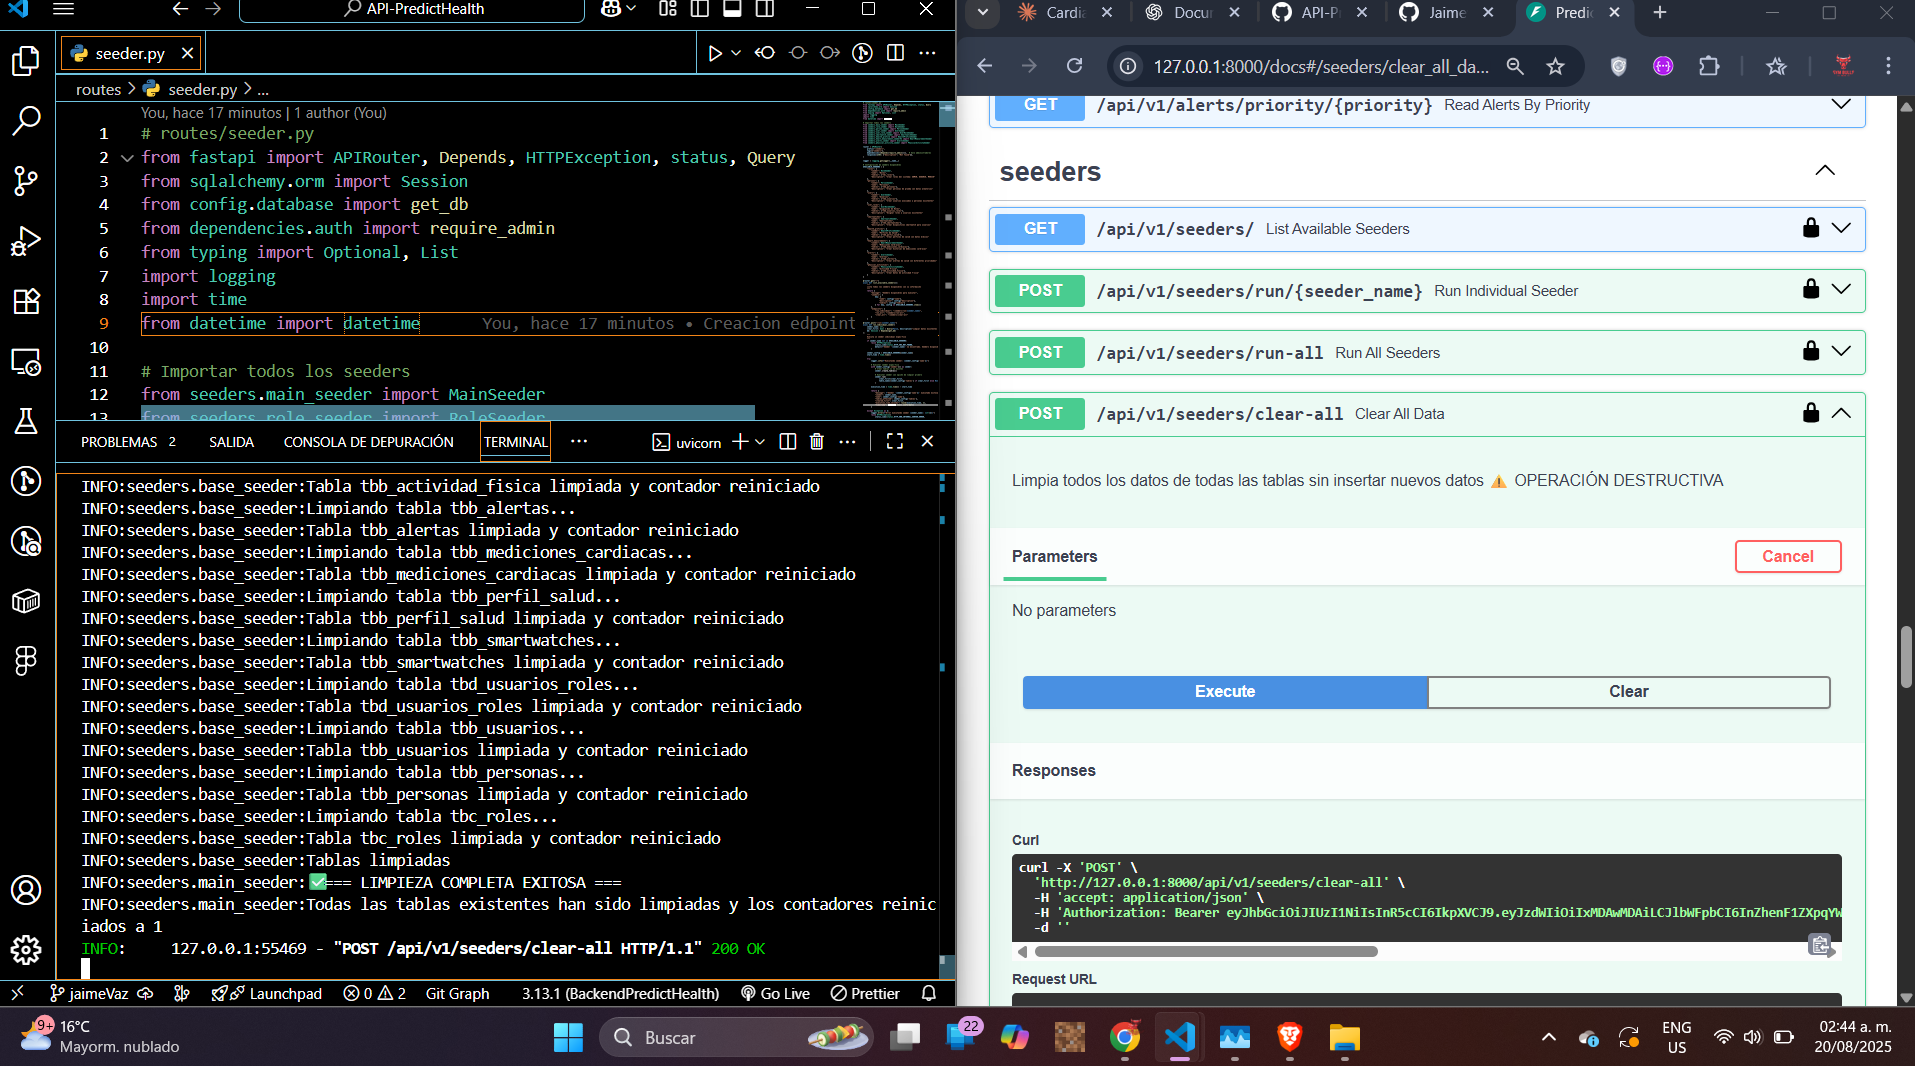 API-PredictHealth
seeder.py
routes > seeder.py > ...
You, hace 17 minutos | 1 author (You)
1 # routes/seeder.py
2 from fastapi import APIRouter, Depends, HTTPException, status, Query
3 from sqlalchemy.orm import Session
4 from config.database import get_db
5 from dependencies.auth import require_admin
6 from typing import Optional, List
7 import logging
8 import time
9 from datetime import datetime You, hace 17 minutos • Creacion edpoint
10
11 # Importar todos los seeders
12 from seeders.main_seeder import MainSeeder
13 from seeders.role_seeder import RoleSeeder
PROBLEMAS 2 SALIDA CONSOLA DE DEPURACIÓN TERMINAL ... uvicorn
INFO:seeders.base_seeder:Tabla tbb_actividad_fisica limpiada y contador reiniciado
INFO:seeders.base_seeder:Limpiando tabla tbb_alertas...
INFO:seeders.base_seeder:Tabla tbb_alertas limpiada y contador reiniciado
INFO:seeders.base_seeder:Limpiando tabla tbb_mediciones_cardiacas...
INFO:seeders.base_seeder:Tabla tbb_mediciones_cardiacas limpiada y contador reiniciado
INFO:seeders.base_seeder:Limpiando tabla tbb_perfil_salud...
INFO:seeders.base_seeder:Tabla tbb_perfil_salud limpiada y contador reiniciado
INFO:seeders.base_seeder:Limpiando tabla tbb_smartwatches...
INFO:seeders.base_seeder:Tabla tbb_smartwatches limpiada y contador reiniciado
INFO:seeders.base_seeder:Limpiando tabla tbd_usuarios_roles...
INFO:seeders.base_seeder:Tabla tbd_usuarios_roles limpiada y contador reiniciado
INFO:seeders.base_seeder:Limpiando tabla tbb_usuarios...
INFO:seeders.base_seeder:Tabla tbb_usuarios limpiada y contador reiniciado
INFO:seeders.base_seeder:Limpiando tabla tbb_personas...
INFO:seeders.base_seeder:Tabla tbb_personas limpiada y contador reiniciado
INFO:seeders.base_seeder:Limpiando tabla tbc_roles...
INFO:seeders.base_seeder:Tabla tbc_roles limpiada y contador reiniciado
INFO:seeders.base_seeder:Tablas limpiadas
INFO:seeders.main_seeder:✅=== LIMPIEZA COMPLETA EXITOSA ===
INFO:seeders.main_seeder:Todas las tablas existentes han sido limpiadas y los contadores reinic
iados a 1
INFO: 127.0.0.1:55469 - "POST /api/v1/seeders/clear-all HTTP/1.1" 200 OK
jaimeVaz Launchpad 0 2 Git Graph 3.13.1 (BackendPredictHealth) Go Live Prettier
Cardia Docu API-P Jaime Predic
127.0.0.1:8000/docs#/seeders/clear_all_da...
GET /api/v1/alerts/priority/{priority} Read Alerts By Priority
seeders
GET /api/v1/seeders/ List Available Seeders
POST /api/v1/seeders/run/{seeder_name} Run Individual Seeder
POST /api/v1/seeders/run-all Run All Seeders
POST /api/v1/seeders/clear-all Clear All Data
Limpia todos los datos de todas las tablas sin insertar nuevos datos ⚠️ OPERACIÓN DESTRUCTIVA
Parameters
Cancel
No parameters
Execute Clear
Responses
Curl
curl -X 'POST' \
'http://127.0.0.1:8000/api/v1/seeders/clear-all' \
-H 'accept: application/json' \
-H 'Authorization: Bearer
-d ''
Request URL
9+ 16°C
Mayorm. nublado
Buscar
22
ENG
US
02:44 a. m.
20/08/2025